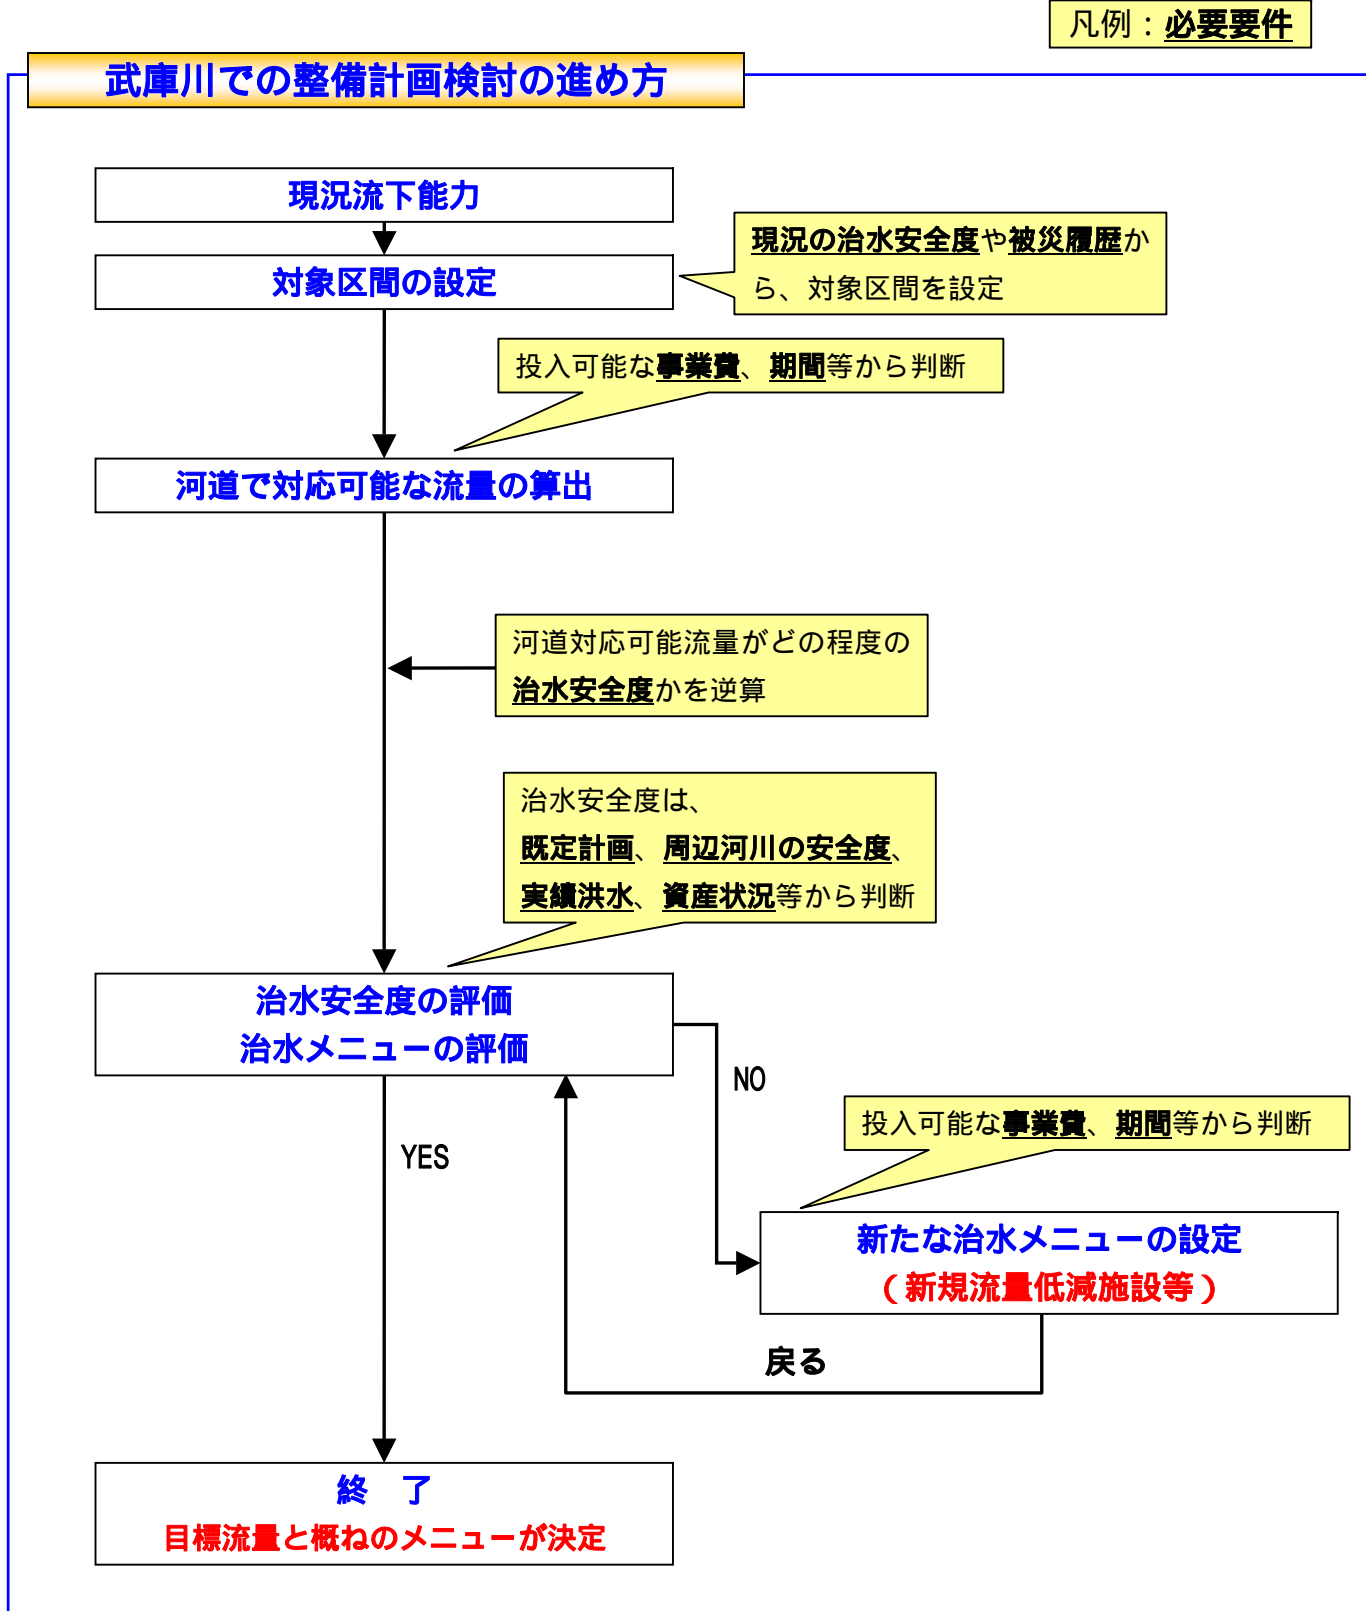 凡例：必要要件
武庫川での整備計画検討の進め方
現況流下能力
対象区間の設定
現況の治水安全度や被災履歴か
ら、対象区間を設定
投入可能な事業費、期間等から判断
河道で対応可能な流量の算出
河道対応可能流量がどの程度の
治水安全度かを逆算
治水安全度は、
既定計画、周辺河川の安全度、
実績洪水、資産状況等から判断
治水安全度の評価
治水メニューの評価
NO
YES
投入可能な事業費、期間等から判断
新たな治水メニューの設定
（新規流量低減施設等）
戻る
終　了
目標流量と概ねのメニューが決定